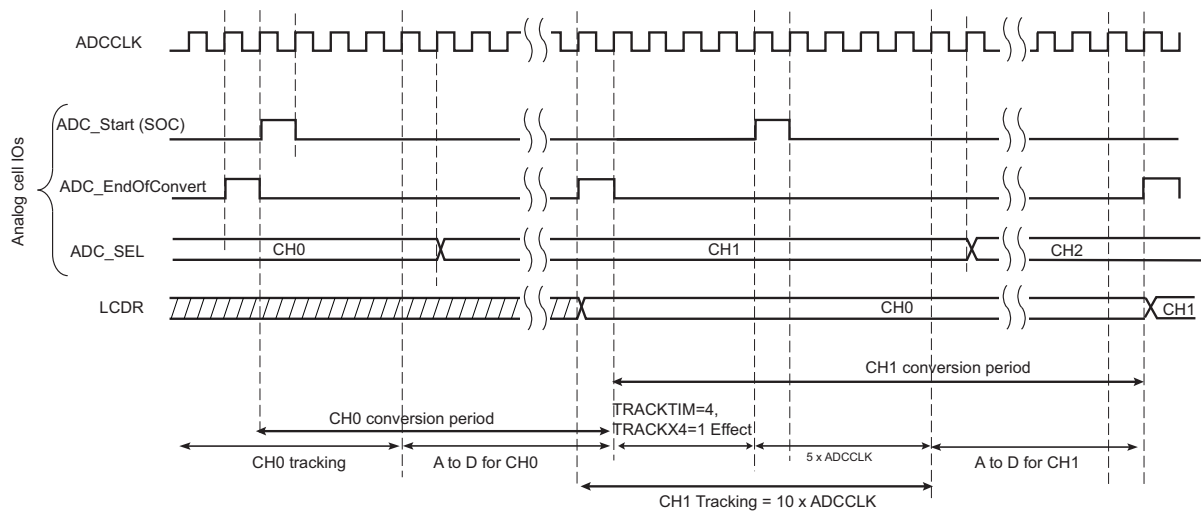 ADCCLK
Analog cell IOs
ADC_Start (SOC)
ADC_EndOfConvert
ADC_SEL
CH0
CH1
CH2
LCDR
CH0
CH1
CH1 conversion period
CH0 conversion period
TRACKTIM=4,
TRACKX4=1 Effect
CH0 tracking
A to D for CH0
5 x ADCCLK
A to D for CH1
CH1 Tracking = 10 x ADCCLK